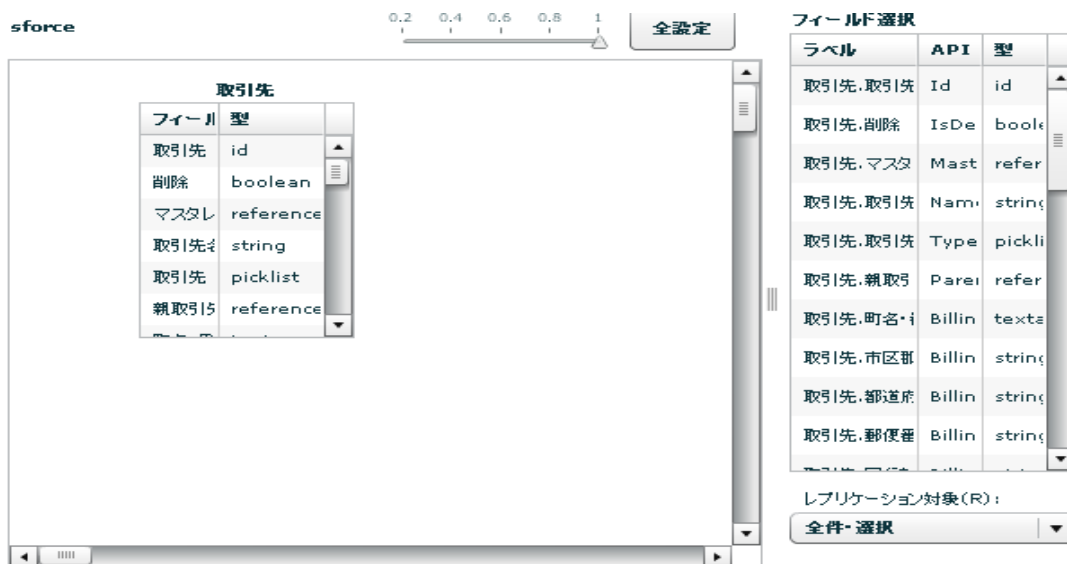 sforce
0.2 0.4 0.6 0.8 1
全設定
取引先
フィール 型
取引先 id
削除 boolean
マスタレ reference
取引先名 string
取引先 picklist
親取引先 reference
フィールド選択
ラベル API 型
取引先.取引先 Id id
取引先.削除 IsDe boole
取引先.マスタ Mast refer
取引先.取引先 Nam string
取引先.取引先 Type pickli
取引先.親取引 Parei refer
取引先.町名・ Billin texta
取引先.市区郡 Billin string
取引先.都道府 Billin string
取引先.郵便番 Billin string
レプリケーション対象(R):
全件・選択